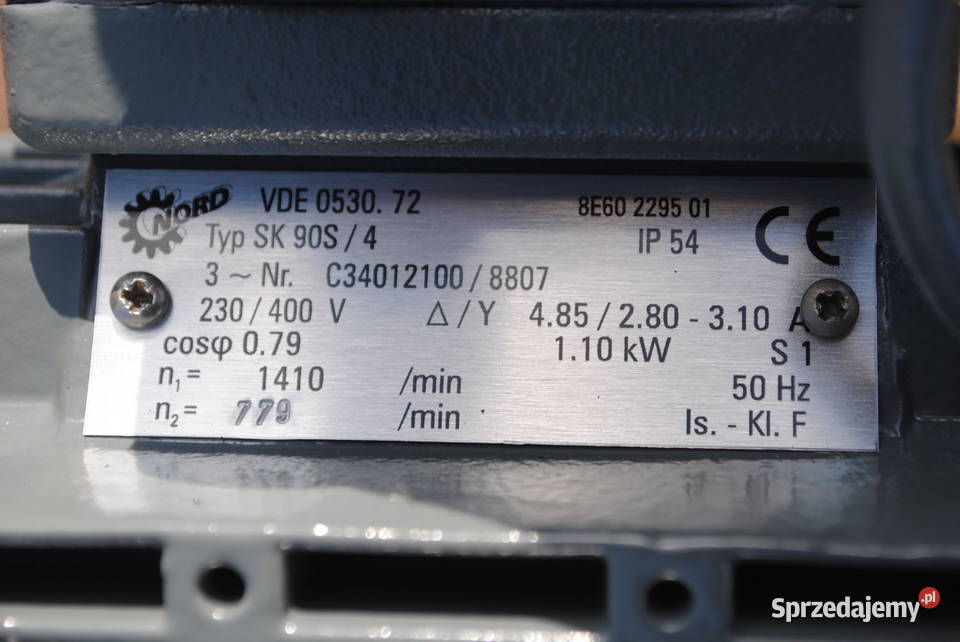 NORD VDE 0530. 72 8E60 2295 01 CE
Typ SK 90S / 4 IP 54
3 ~ Nr. C34012100 / 8807
230 / 400 V Δ / Y 4.85 / 2.80 - 3.10 A
cosφ 0.79 1.10 kW S 1
n₁ = 1410 /min 50 Hz
n₂ = 779 /min Is. - Kl. F
Sprzedajemy.pl